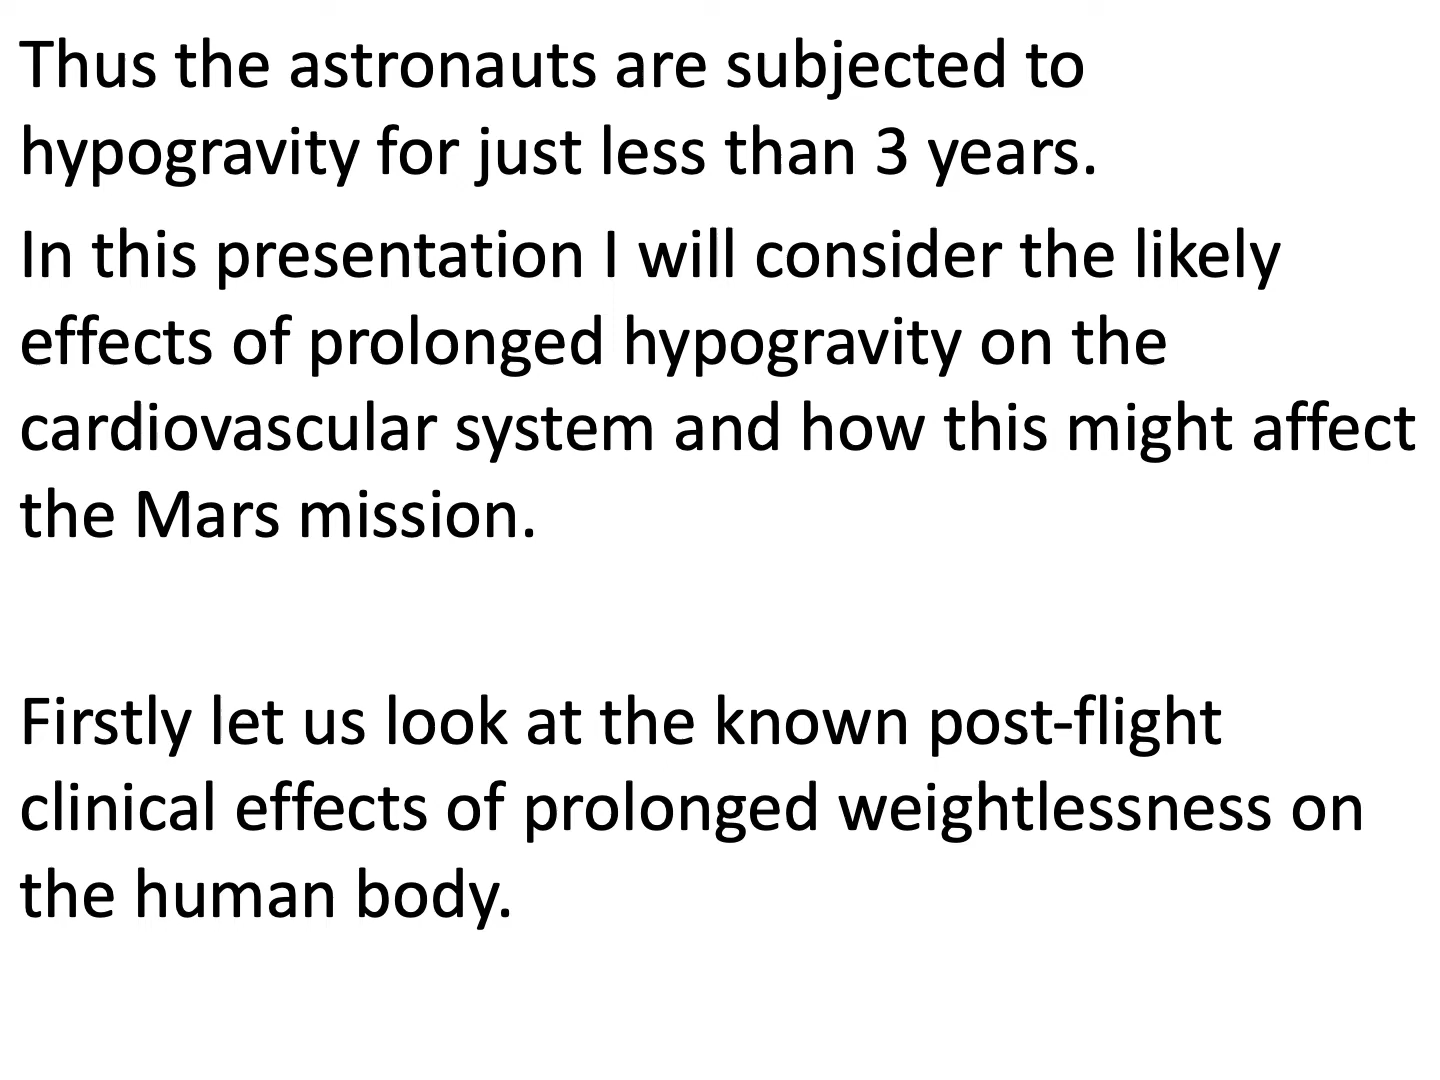 Thus the astronauts are subjected to
hypogravity for just less than 3 years.
In this presentation I will consider the likely
effects of prolonged hypogravity on the
cardiovascular system and how this might affect
the Mars mission.
Firstly let us look at the known post-flight
clinical effects of prolonged weightlessness on
the human body.